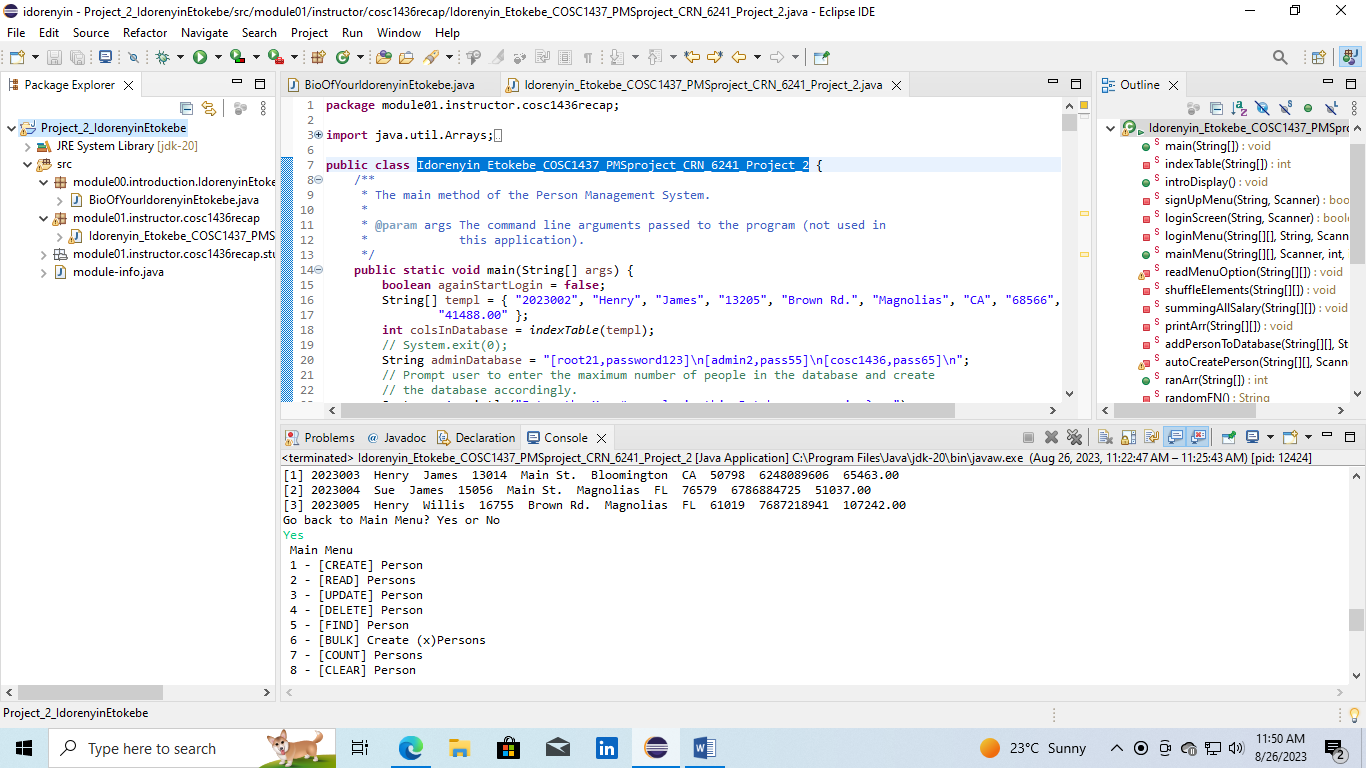 idorenyin - Project_2_IdorenyinEtokebe/src/module01/instructor/cosc1436recap/Idorenyin_Etokebe_COSC1437_PMSproject_CRN_6241_Project_2.java - Eclipse IDE
File Edit Source Refactor Navigate Search Project Run Window Help
Package Explorer
Project_2_IdorenyinEtokebe
JRE System Library [jdk-20]
src
module00.introduction.IdorenyinEtoke
BioOfYourIdorenyinEtokebe.java
module01.instructor.cosc1436recap
Idorenyin_Etokebe_COSC1437_PMS
module01.instructor.cosc1436recap.stu
module-info.java
BioOfYourIdorenyinEtokebe.java
Idorenyin_Etokebe_COSC1437_PMSproject_CRN_6241_Project_2.java
1 package module01.instructor.cosc1436recap;
2
3 import java.util.Arrays;
6
7 public class Idorenyin_Etokebe_COSC1437_PMSproject_CRN_6241_Project_2 {
8 /**
9 * The main method of the Person Management System.
10 *
11 * @param args The command line arguments passed to the program (not used in
12 * this application).
13 */
14 public static void main(String[] args) {
15 boolean againStartLogin = false;
16 String[] templ = { "2023002", "Henry", "James", "13205", "Brown Rd.", "Magnolias", "CA", "68566",
17 "41488.00" };
18 int colsInDatabase = indexTable(templ);
19 // System.exit(0);
20 String adminDatabase = "[root21,password123]\n[admin2,pass55]\n[cosc1436,pass65]\n";
21 // Prompt user to enter the maximum number of people in the database and create
22 // the database accordingly.
Outline
Idorenyin_Etokebe_COSC1437_PMSpro
main(String[]) : void
indexTable(String[]) : int
introDisplay() : void
signUpMenu(String, Scanner) : boo
loginScreen(String, Scanner) : boole
loginMenu(String[][], String, Scann
mainMenu(String[][], Scanner, int,
readMenuOption(String[][]) : void
shuffleElements(String[][]) : void
summingAllSalary(String[][]) : void
printArr(String[][]) : void
addPersonToDatabase(String[][], St
autoCreatePerson(String[][], Scann
ranArr(String[]) : int
randomFN() : String
Problems Javadoc Declaration Console
<terminated> Idorenyin_Etokebe_COSC1437_PMSproject_CRN_6241_Project_2 [Java Application] C:\Program Files\Java\jdk-20\bin\javaw.exe (Aug 26, 2023, 11:22:47 AM – 11:25:43 AM) [pid: 12424]
[1] 2023003 Henry James 13014 Main St. Bloomington CA 50798 6248089606 65463.00
[2] 2023004 Sue James 15056 Main St. Magnolias FL 76579 6786884725 51037.00
[3] 2023005 Henry Willis 16755 Brown Rd. Magnolias FL 61019 7687218941 107242.00
Go back to Main Menu? Yes or No
Yes
Main Menu
1 - [CREATE] Person
2 - [READ] Persons
3 - [UPDATE] Person
4 - [DELETE] Person
5 - [FIND] Person
6 - [BULK] Create (x)Persons
7 - [COUNT] Persons
8 - [CLEAR] Person
Project_2_IdorenyinEtokebe
Type here to search
23°C Sunny
11:50 AM
8/26/2023
2